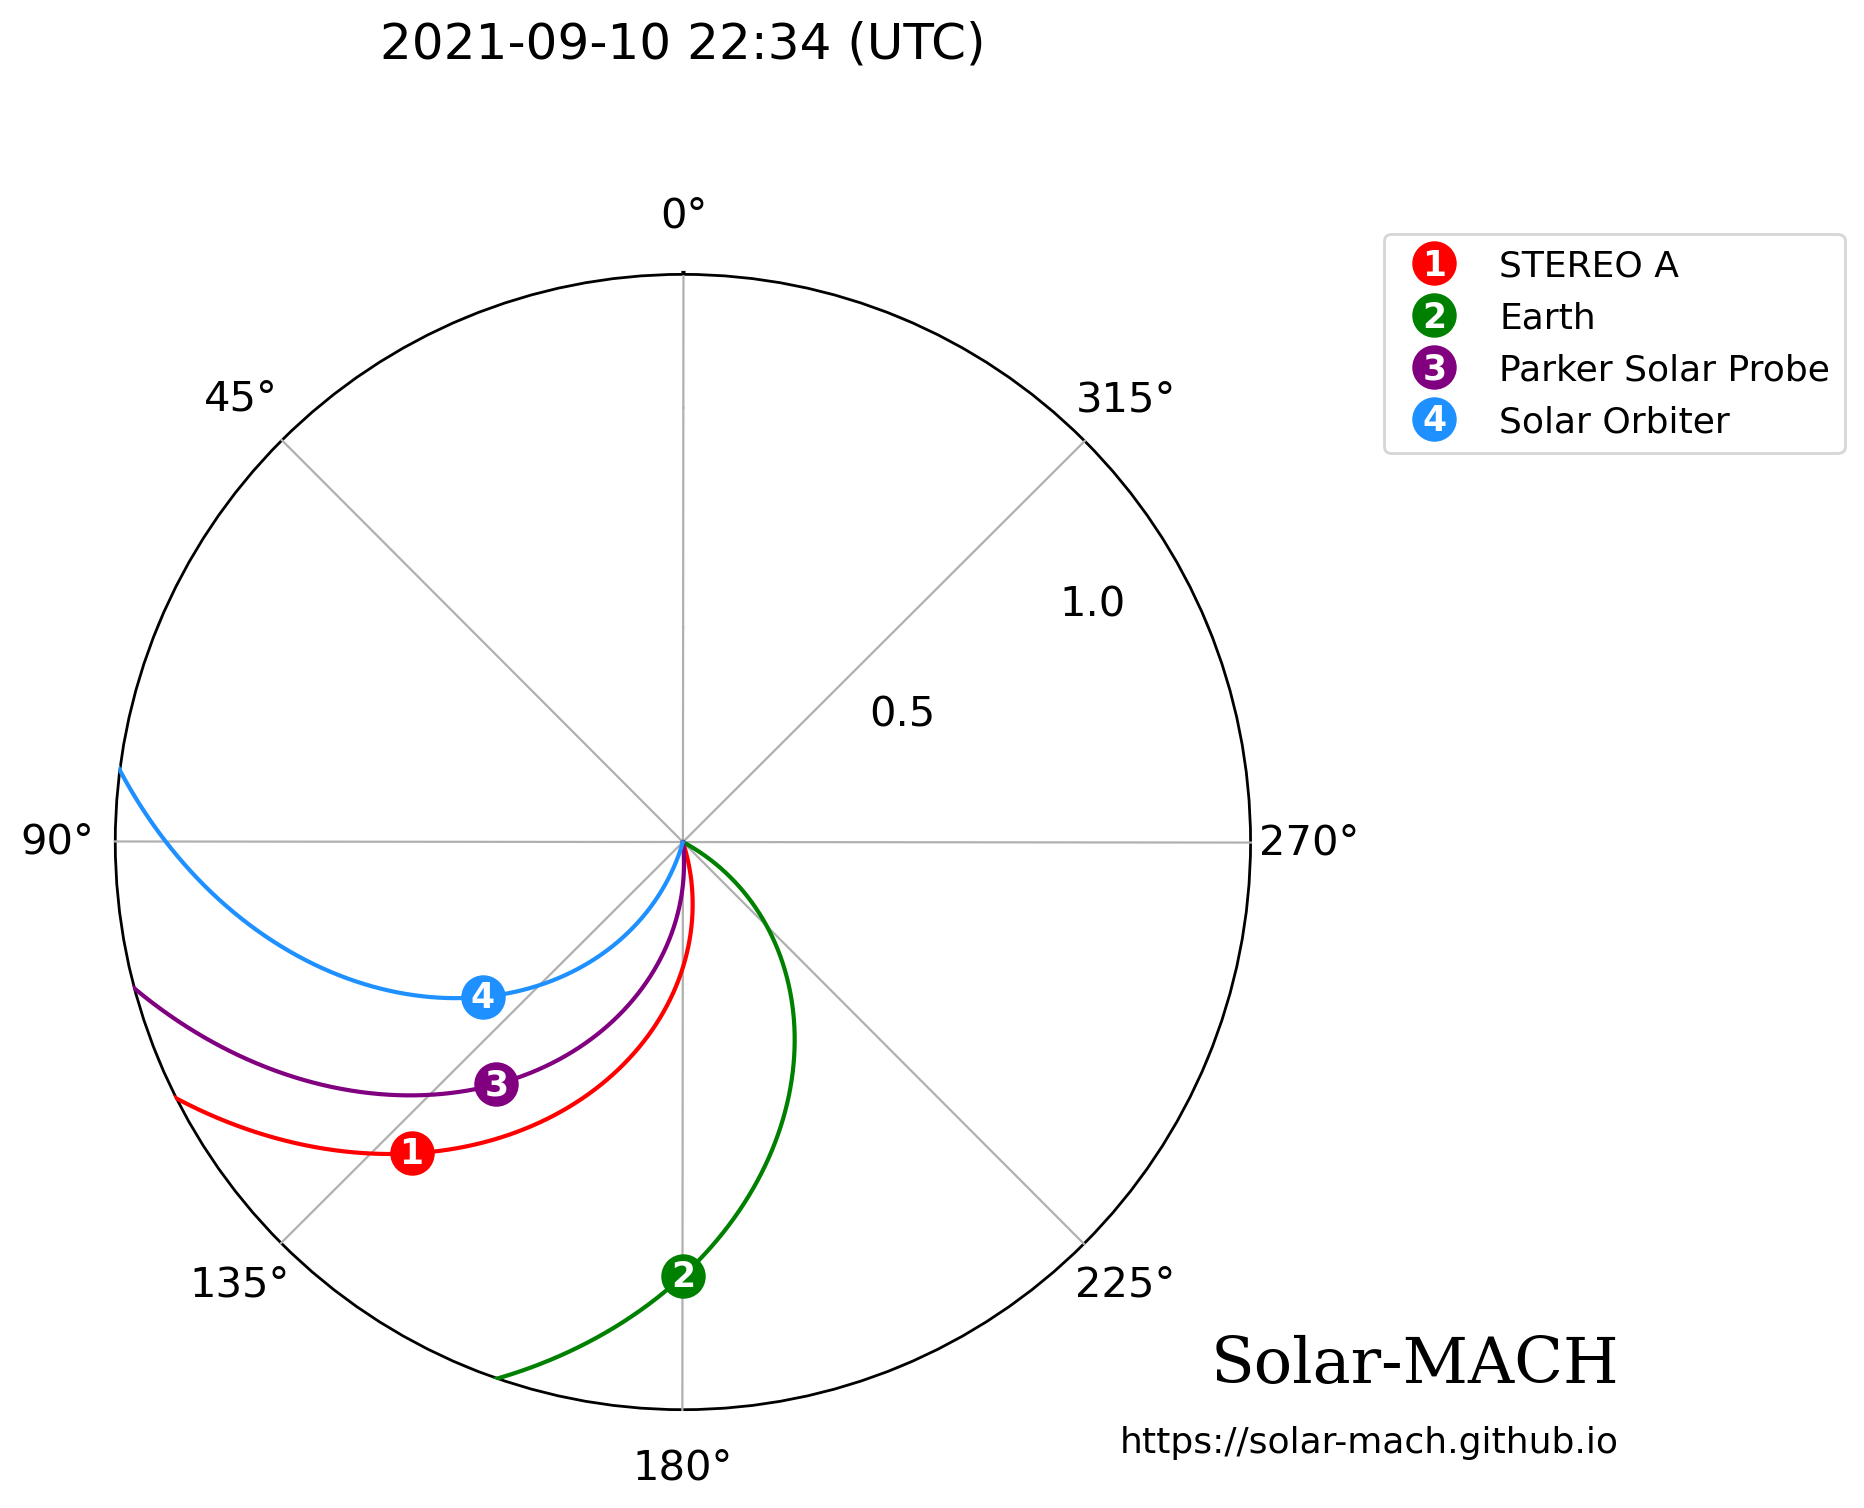 2021-09-10 22:34 (UTC)
0°
45°
315°
1 STEREO A
2 Earth
3 Parker Solar Probe
4 Solar Orbiter
1.0
0.5
90°
270°
4
3
1
2
135°
225°
180°
Solar-MACH
https://solar-mach.github.io